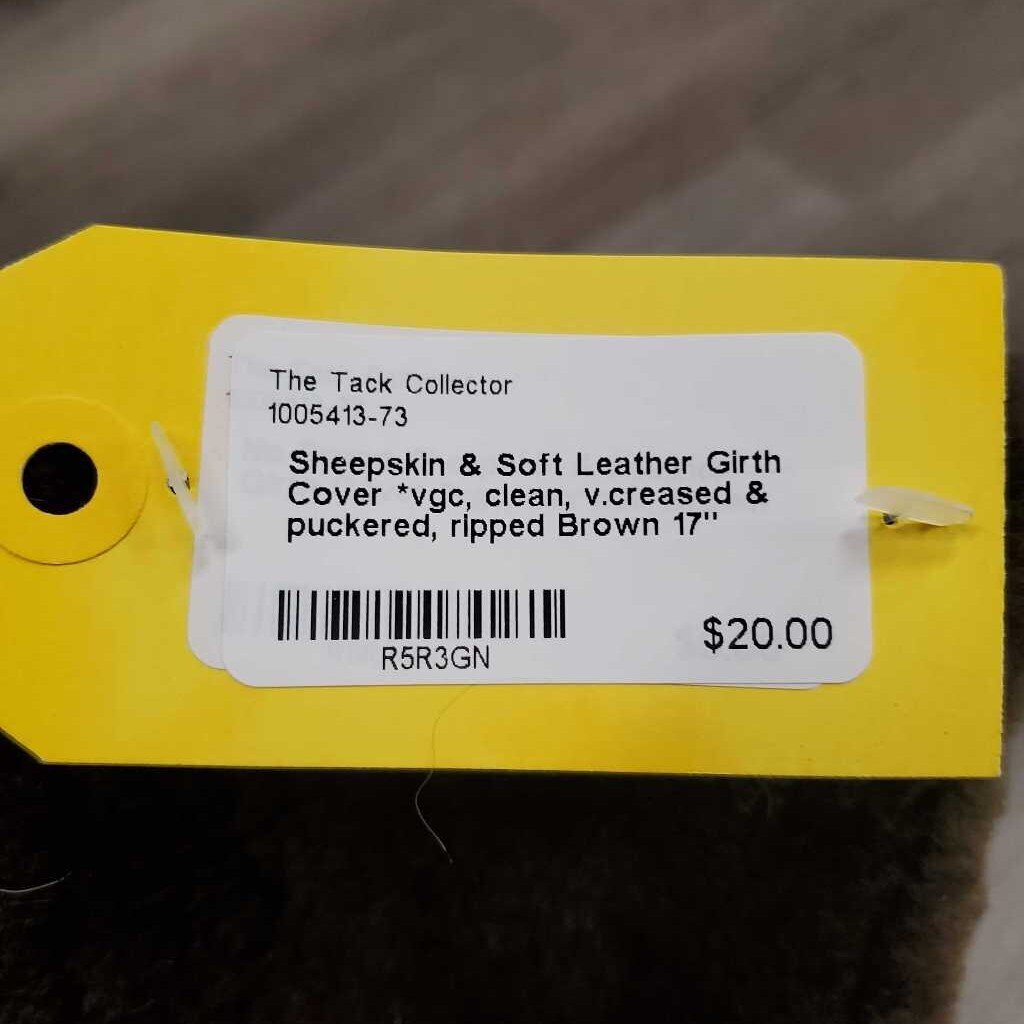 The Tack Collector
1005413-73
Sheepskin & Soft Leather Girth
Cover *vgc, clean, v.creased &
puckered, ripped Brown 17"
R5R3GN
$20.00